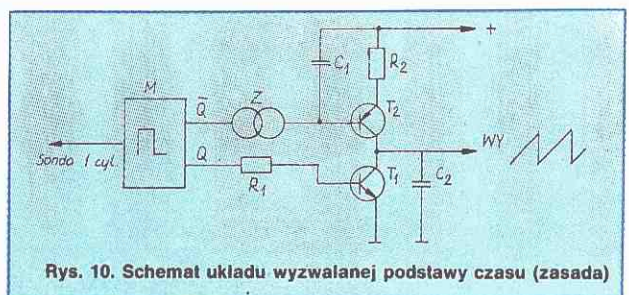 +
C₁
R₂
M
Q̄
Z
T₂
Sonda 1 cyl.
Q
WY
R₁
T₁
C₂
Rys. 10. Schemat układu wyzwalanej podstawy czasu (zasada)